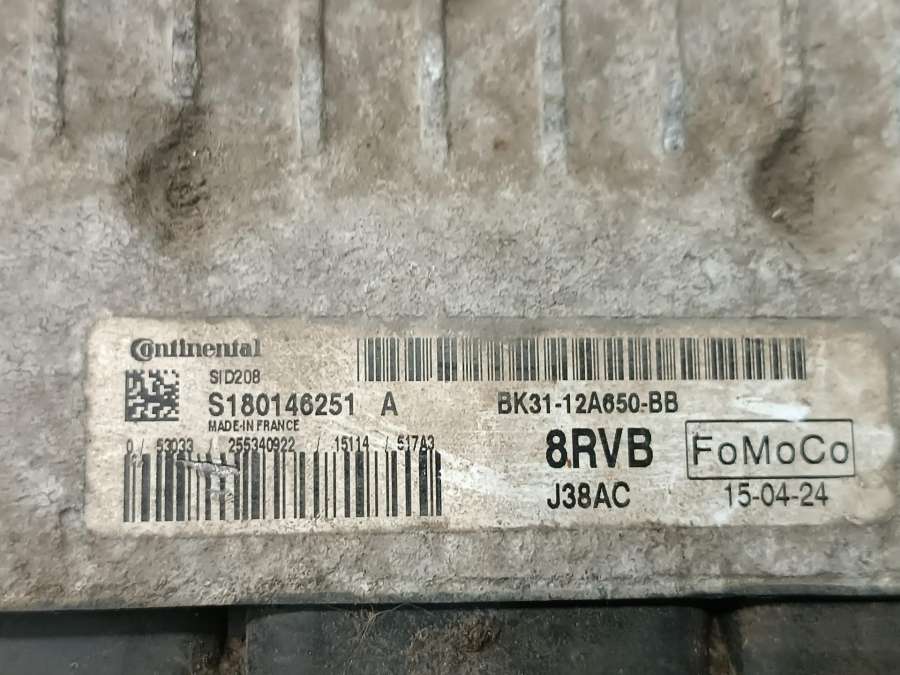 Continental
SID208
S180146251 A
MADE-IN FRANCE
0 / 53033 / 255340922 / 15114 / 517A3
BK31-12A650-BB
8RVB
FoMoCo
J38AC
15-04-24